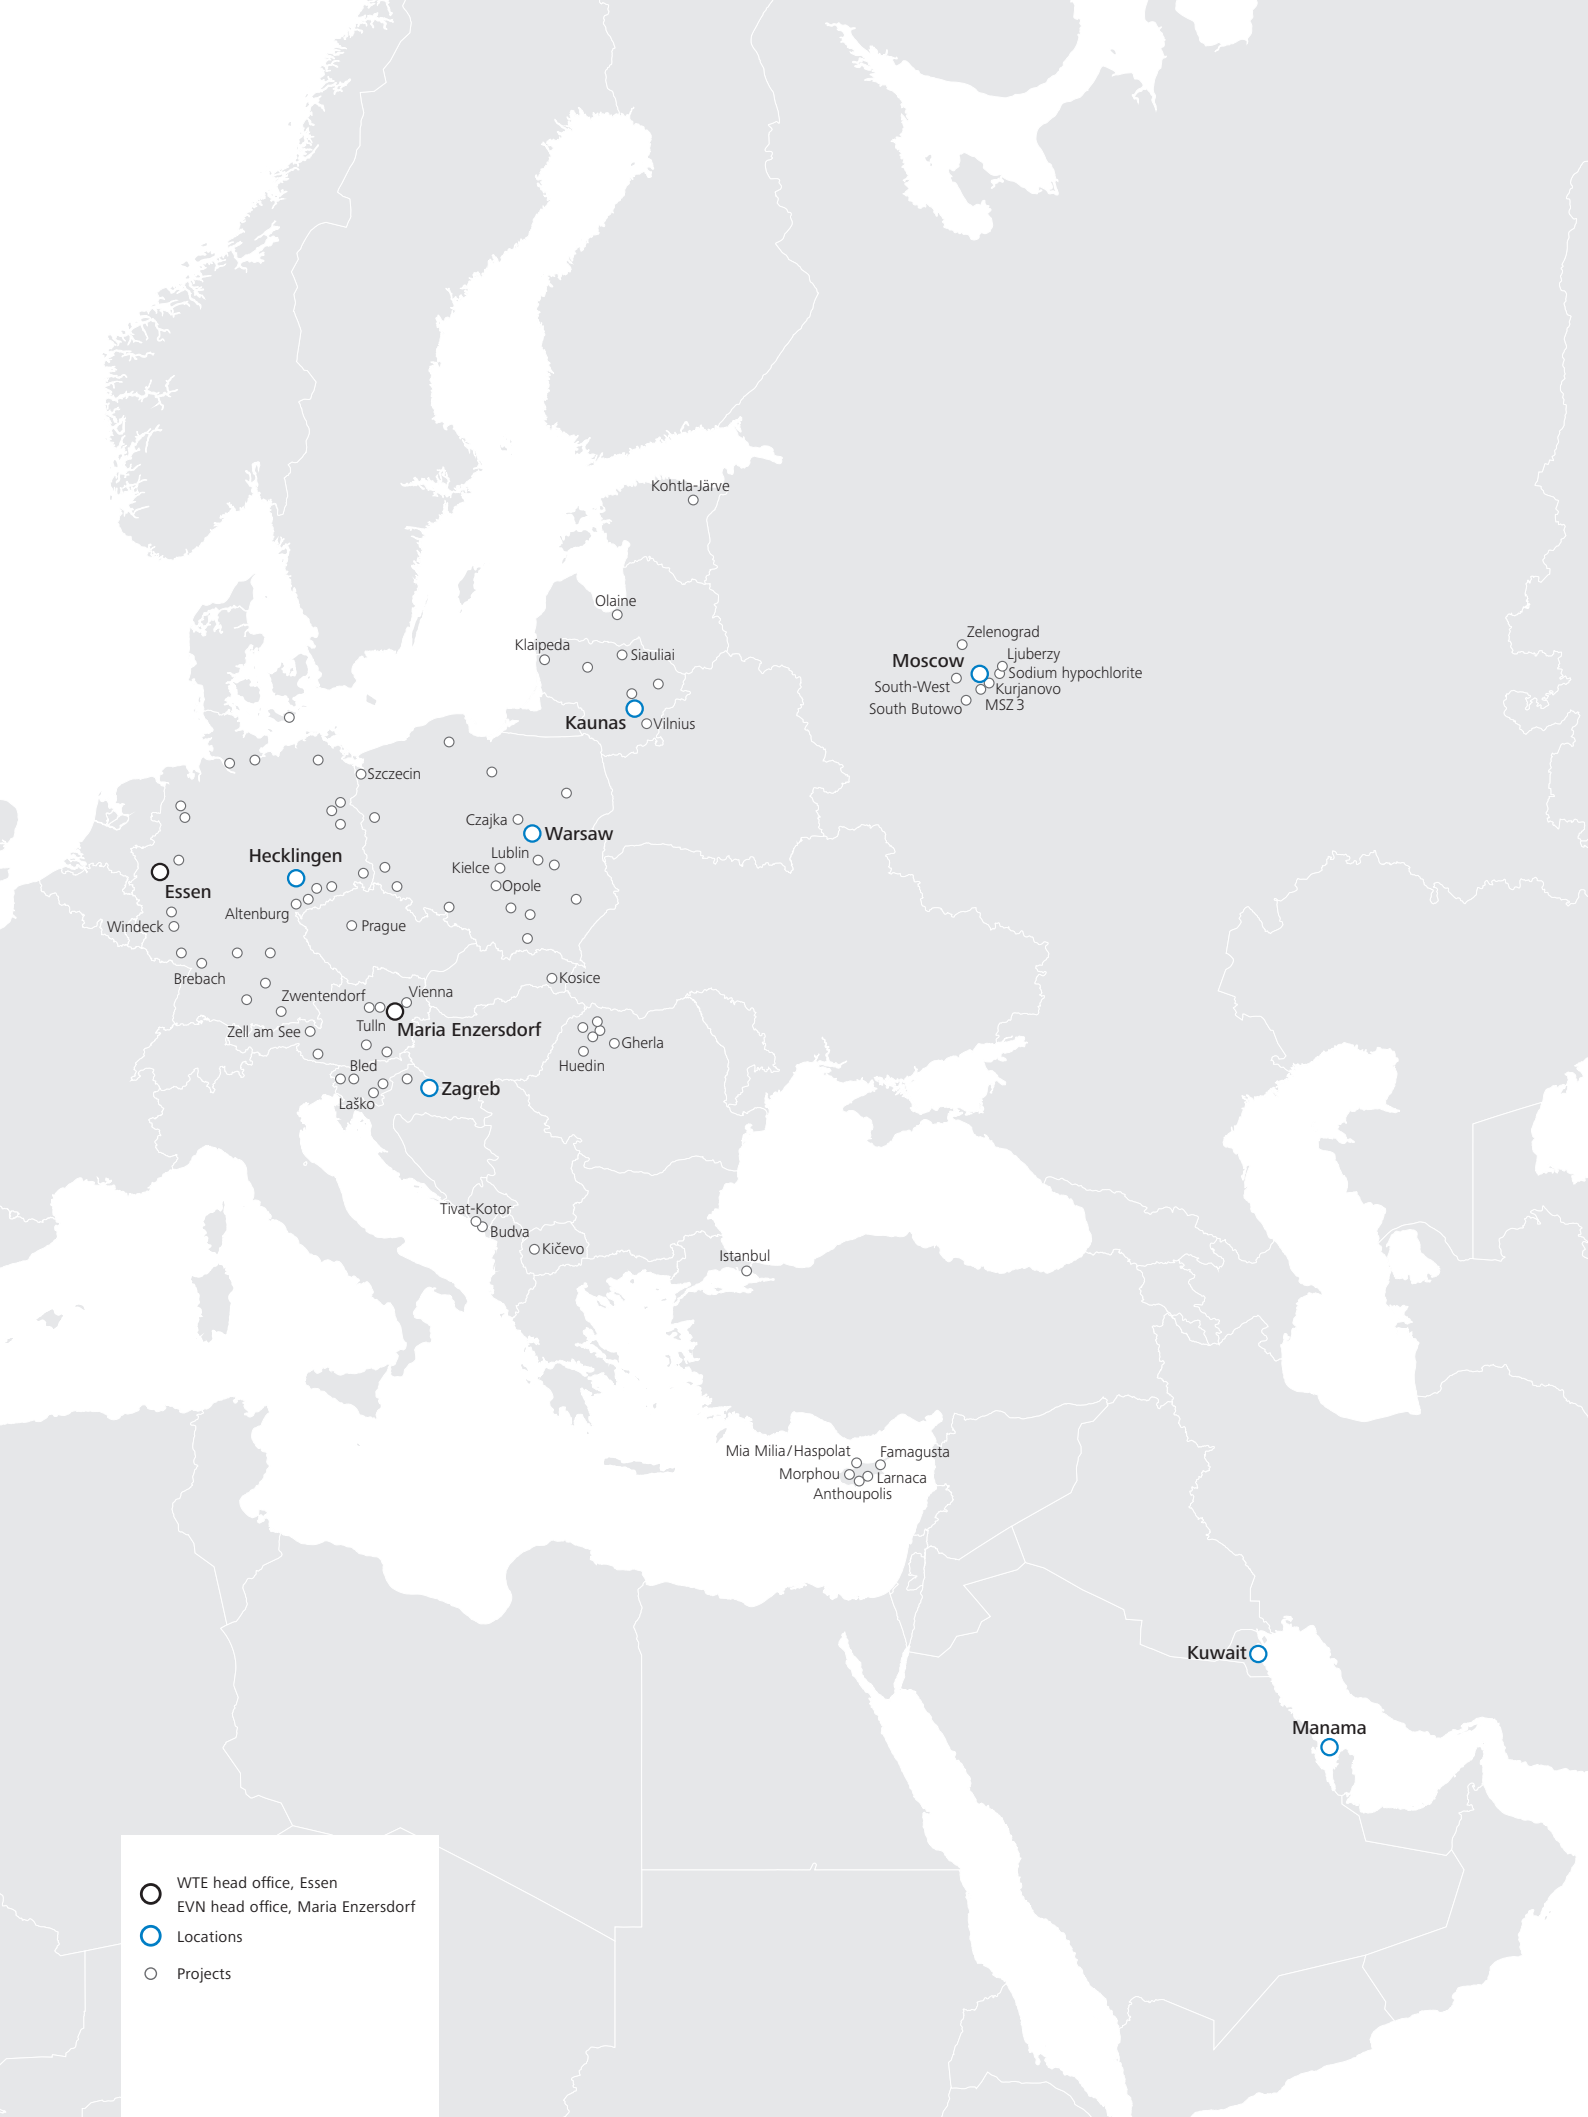 Kohtla-Järve
Olaine
Klaipeda
Siauliai
Zelenograd
Ljuberzy
Moscow
Sodium hypochlorite
South-West
Kurjanovo
South Butowo
MSZ 3
Kaunas
Vilnius
Szczecin
Czajka
Warsaw
Hecklingen
Lublin
Kielce
Essen
Opole
Altenburg
Windeck
Prague
Brebach
Kosice
Zwentendorf
Vienna
Zell am See
Tulln
Maria Enzersdorf
Gherla
Bled
Huedin
Zagreb
Laško
Tivat-Kotor
Budva
Kičevo
Istanbul
Mia Milia/Haspolat
Famagusta
Morphou
Larnaca
Anthoupolis
Kuwait
Manama
WTE head office, Essen
EVN head office, Maria Enzersdorf
Locations
Projects